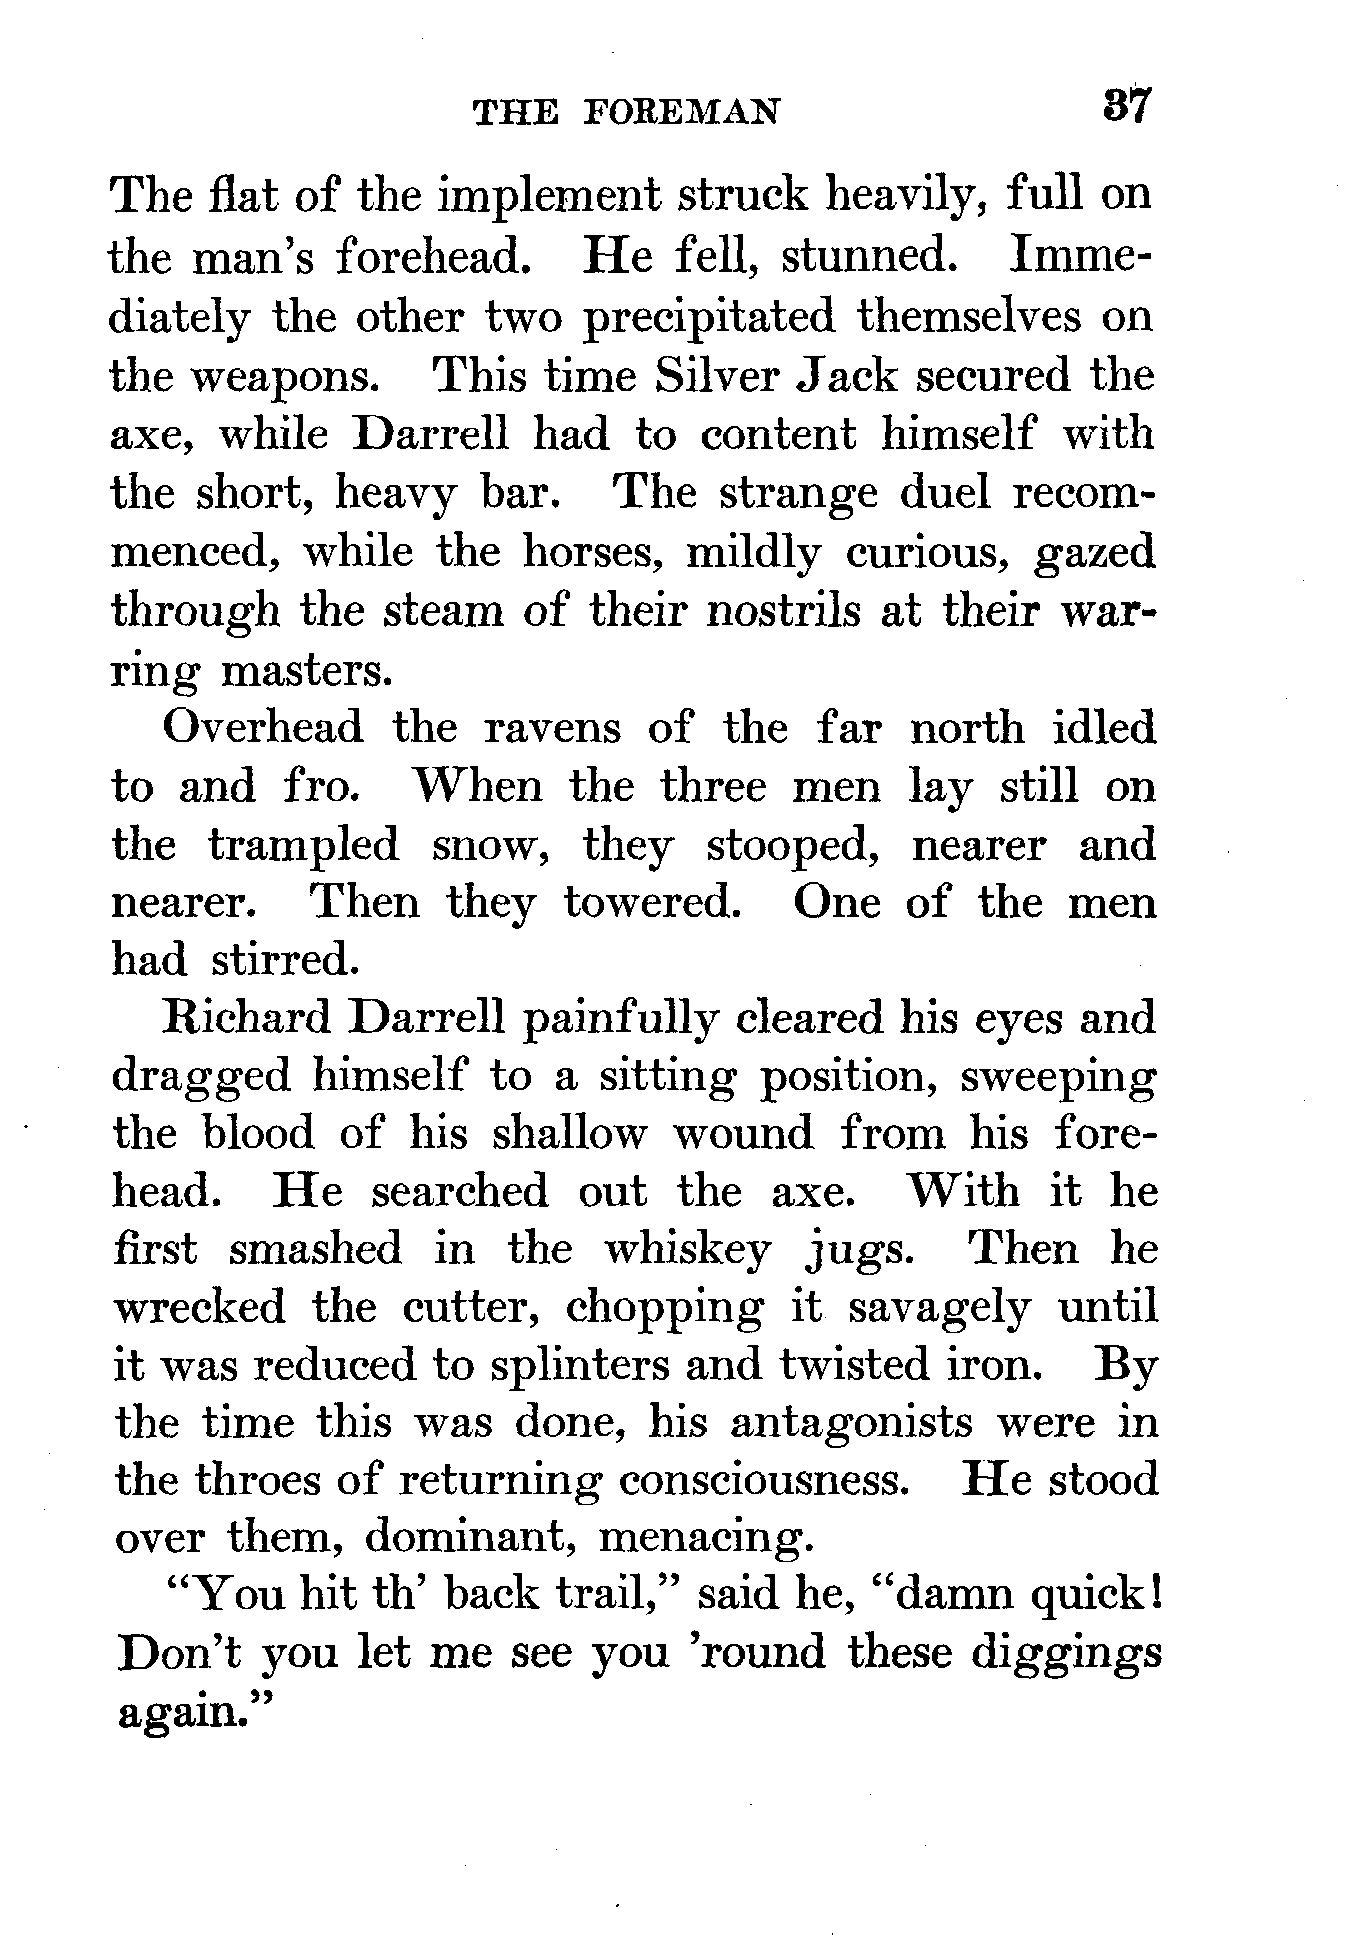 THE FOREMAN 37
The flat of the implement struck heavily, full on
the man's forehead. He fell, stunned. Imme-
diately the other two precipitated themselves on
the weapons. This time Silver Jack secured the
axe, while Darrell had to content himself with
the short, heavy bar. The strange duel recom-
menced, while the horses, mildly curious, gazed
through the steam of their nostrils at their war-
ring masters.
Overhead the ravens of the far north idled
to and fro. When the three men lay still on
the trampled snow, they stooped, nearer and
nearer. Then they towered. One of the men
had stirred.
Richard Darrell painfully cleared his eyes and
dragged himself to a sitting position, sweeping
the blood of his shallow wound from his fore-
head. He searched out the axe. With it he
first smashed in the whiskey jugs. Then he
wrecked the cutter, chopping it savagely until
it was reduced to splinters and twisted iron. By
the time this was done, his antagonists were in
the throes of returning consciousness. He stood
over them, dominant, menacing.
“You hit th’ back trail,” said he, “damn quick!
Don’t you let me see you ’round these diggings
again.”